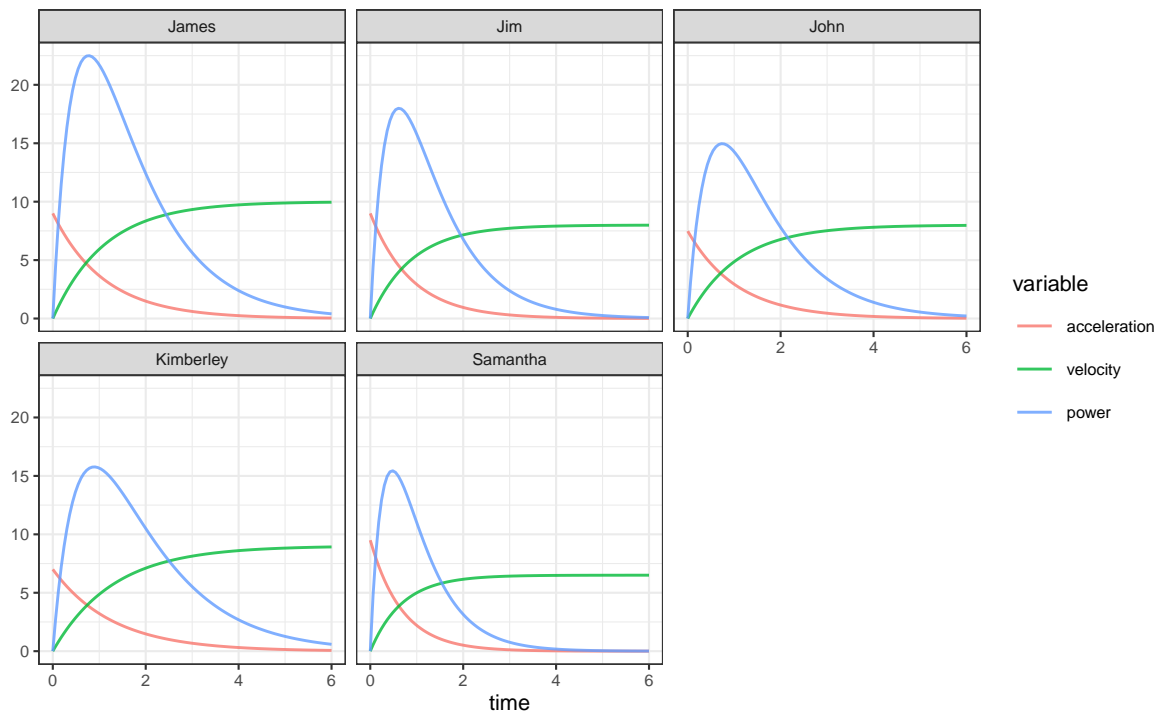 James
Jim
John
20
15
10
5
0
0 2 4 6
Kimberley
Samantha
20
15
10
5
0
0 2 4 6
0 2 4 6
time
variable
acceleration
velocity
power